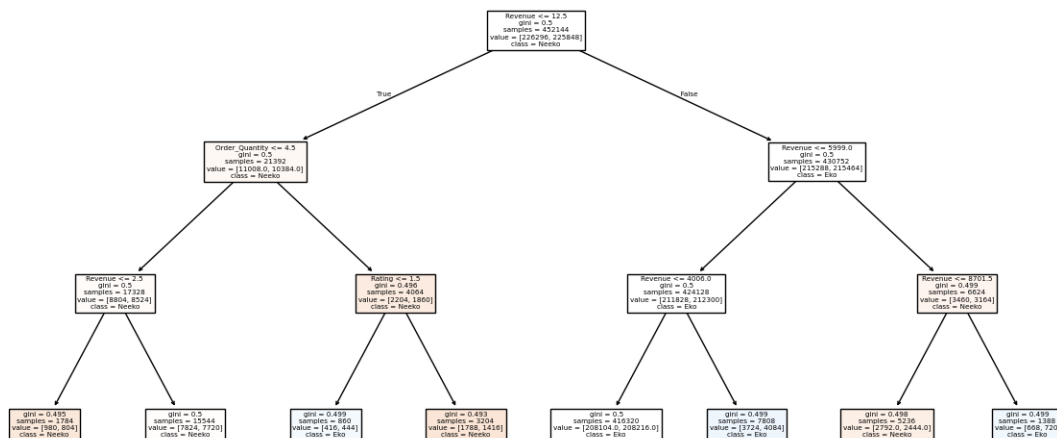 Revenue <= 12.5
gini = 0.5
samples = 452144
value = [226296, 225848]
class = Neeko
True
False
Order_Quantity <= 4.5
gini = 0.5
samples = 21392
value = [11008.0, 10384.0]
class = Neeko
Revenue <= 5999.0
gini = 0.5
samples = 430752
value = [215288, 215464]
class = Eko
Revenue <= 2.5
gini = 0.5
samples = 17328
value = [8804, 8524]
class = Neeko
Rating <= 1.5
gini = 0.496
samples = 4064
value = [2204, 1860]
class = Neeko
Revenue <= 4006.0
gini = 0.5
samples = 424128
value = [211828, 212300]
class = Eko
Revenue <= 8701.5
gini = 0.499
samples = 6624
value = [3460, 3164]
class = Neeko
gini = 0.495
samples = 1784
value = [980, 804]
class = Neeko
gini = 0.5
samples = 15544
value = [7824, 7720]
class = Neeko
gini = 0.499
samples = 860
value = [416, 444]
class = Eko
gini = 0.493
samples = 3204
value = [1788, 1416]
class = Neeko
gini = 0.5
samples = 416320
value = [208104.0, 208216.0]
class = Eko
gini = 0.499
samples = 7808
value = [3724, 4084]
class = Eko
gini = 0.498
samples = 5236
value = [2792.0, 2444.0]
class = Neeko
gini = 0.499
samples = 1388
value = [668, 720
class = Eko